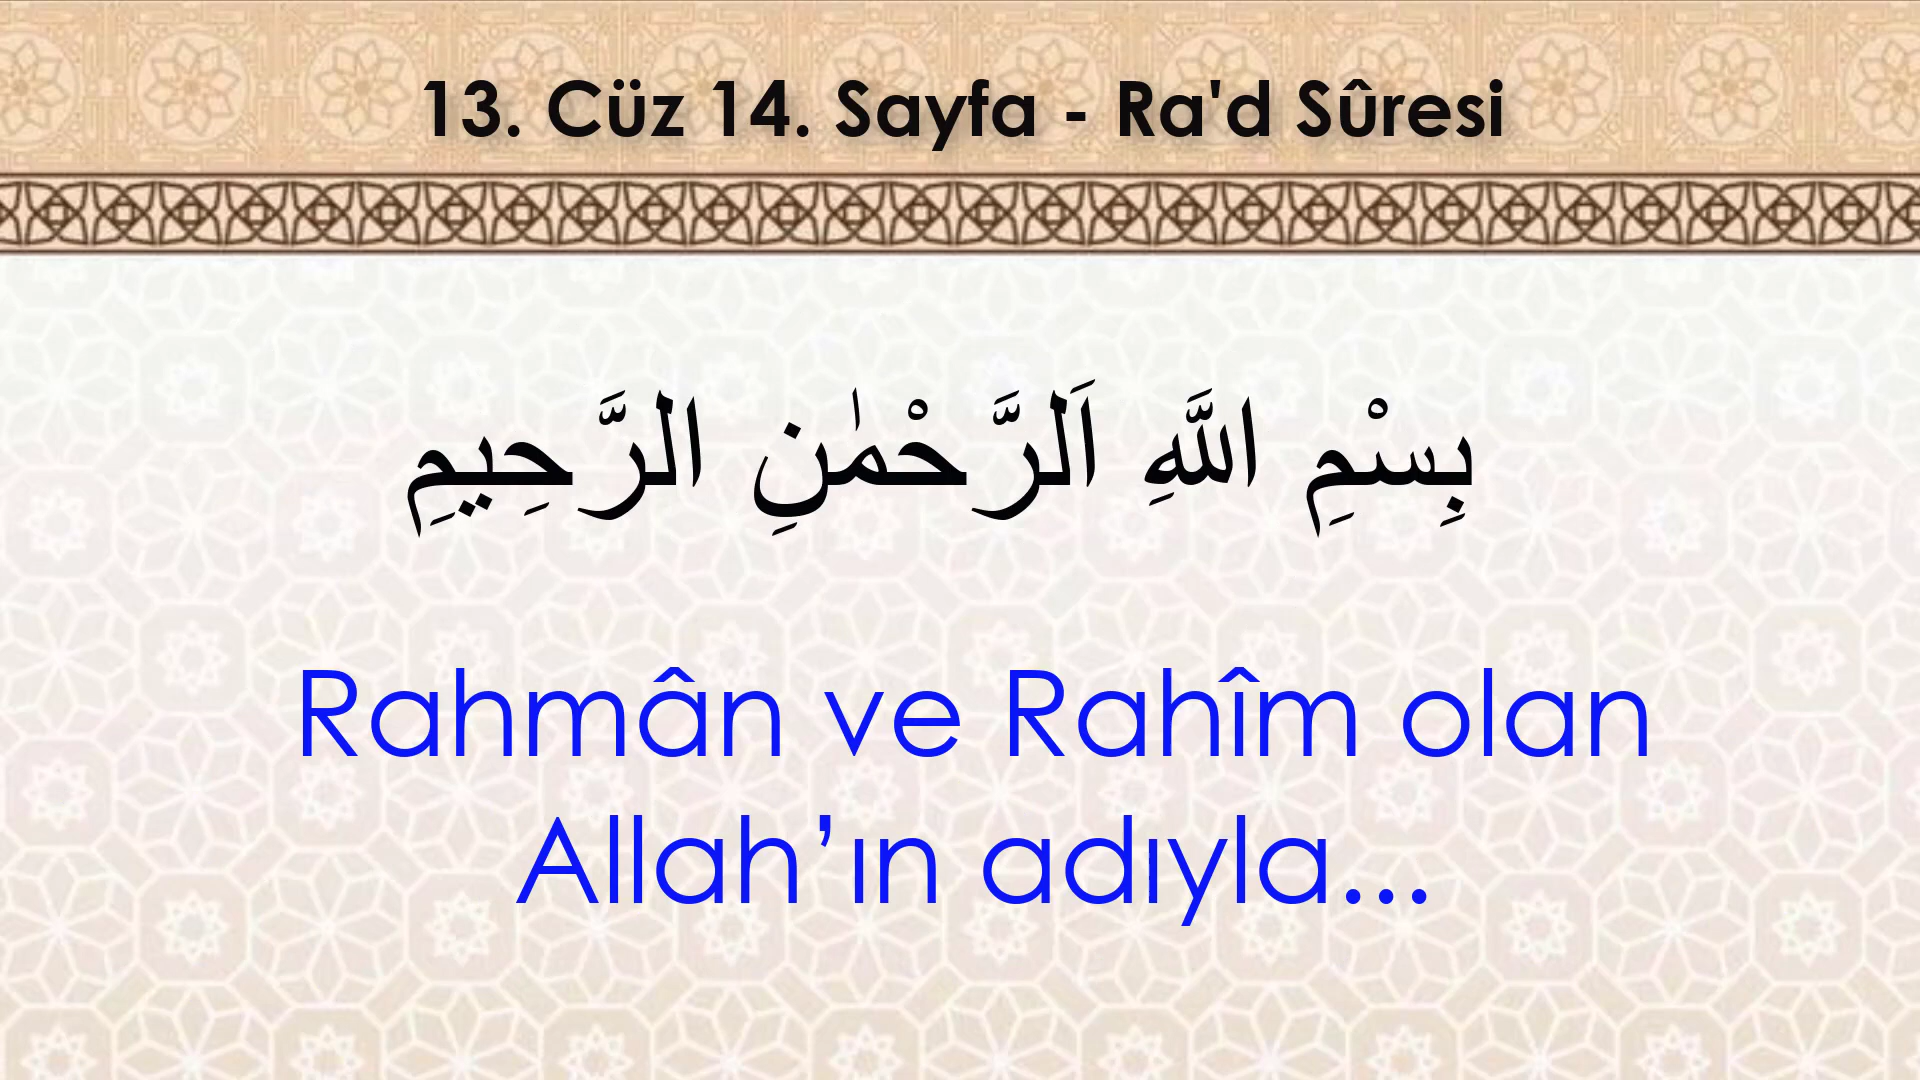 13. Cüz 14. Sayfa - Ra'd Sûresi
بِسْمِ اللَّهِ اَلرَّحْمٰنِ الرَّحِيمِ
Rahmân ve Rahîm olan
Allah’ın adıyla...